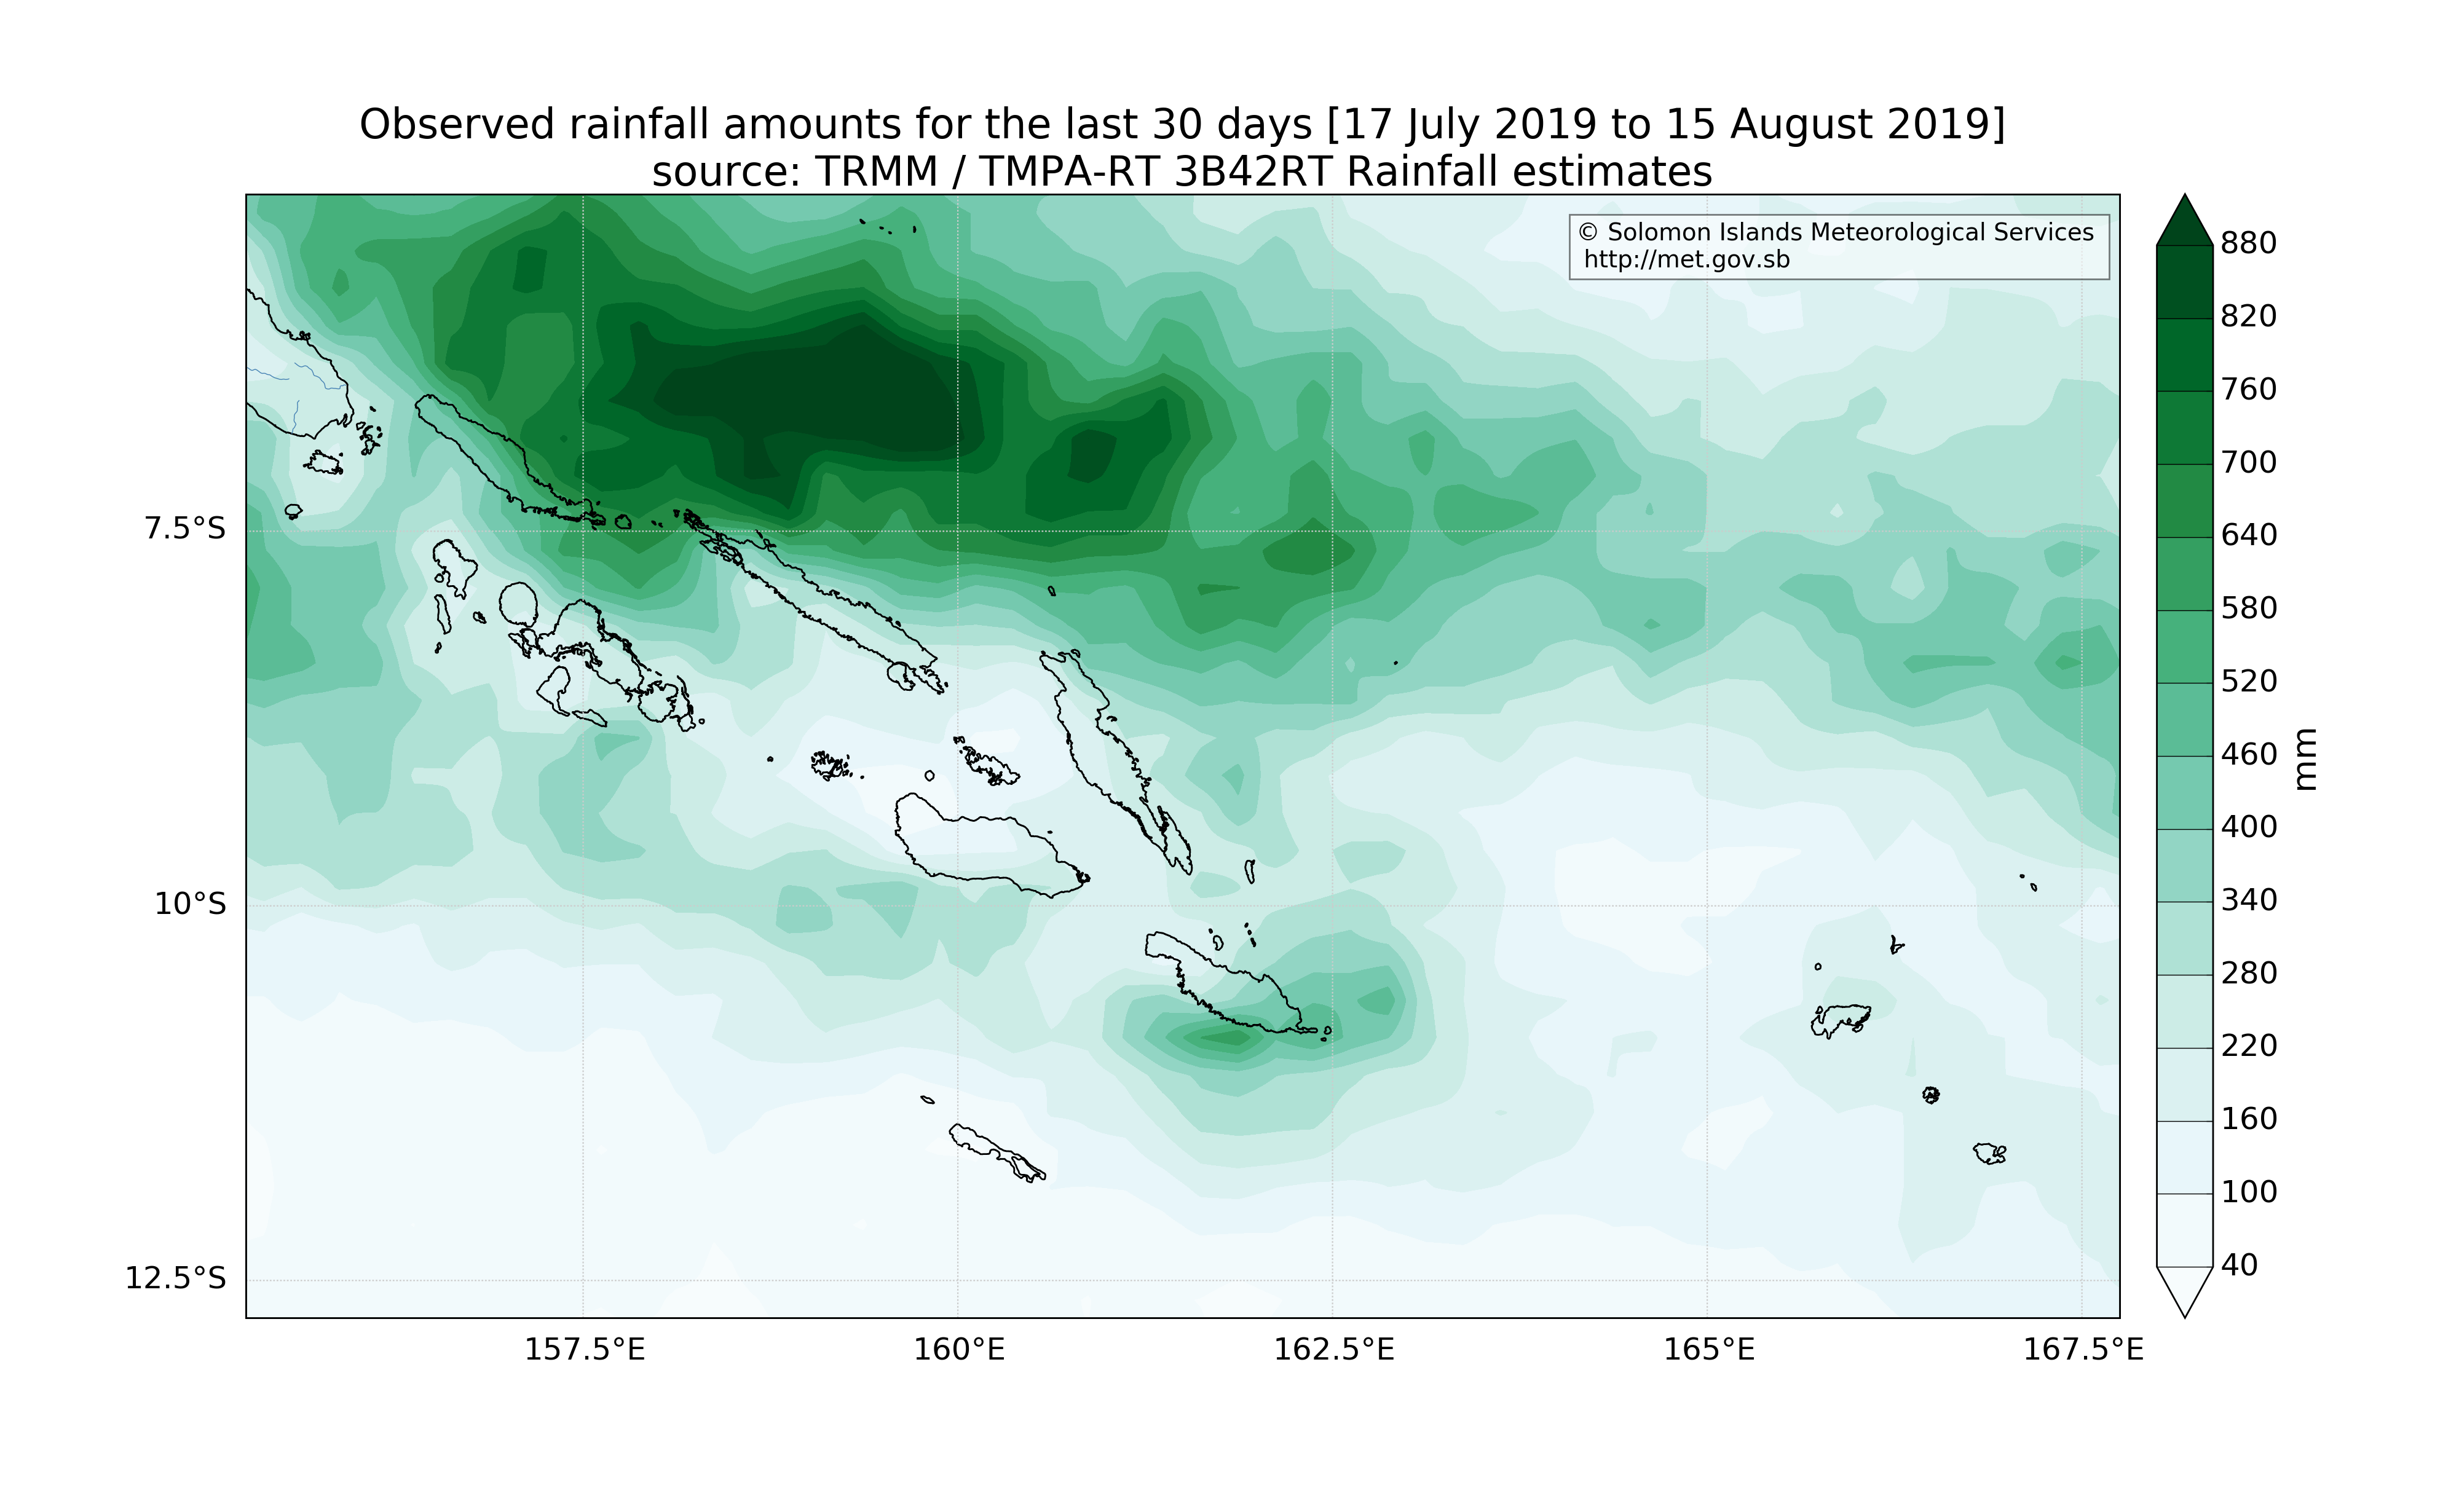 Observed rainfall amounts for the last 30 days [17 July 2019 to 15 August 2019]
source: TRMM / TMPA-RT 3B42RT Rainfall estimates
© Solomon Islands Meteorological Services
http://met.gov.sb
7.5°S
10°S
12.5°S
157.5°E
160°E
162.5°E
165°E
167.5°E
880
820
760
700
640
580
520
460
400
340
280
220
160
100
40
mm